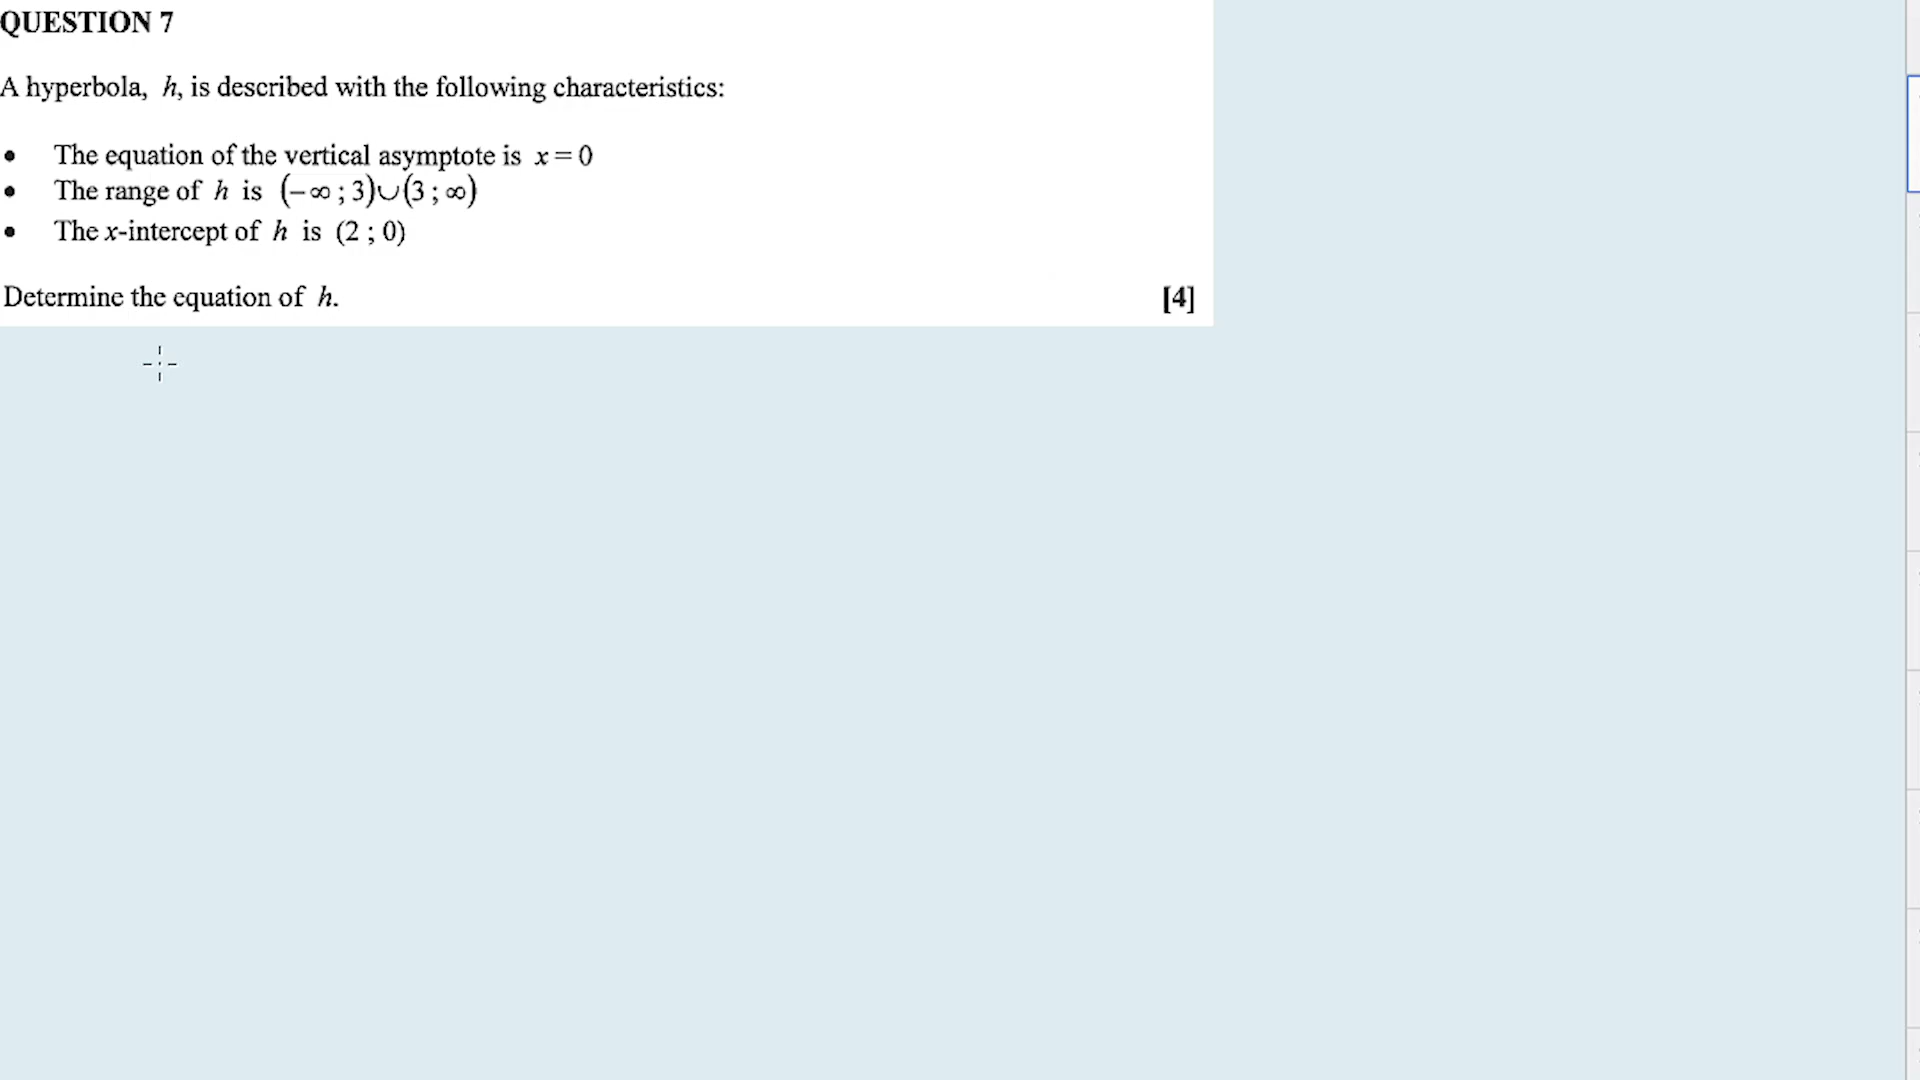 QUESTION 7
A hyperbola, h, is described with the following characteristics:
• The equation of the vertical asymptote is x = 0
• The range of h is (−∞ ; 3)∪(3 ; ∞)
• The x-intercept of h is (2 ; 0)
Determine the equation of h. [4]